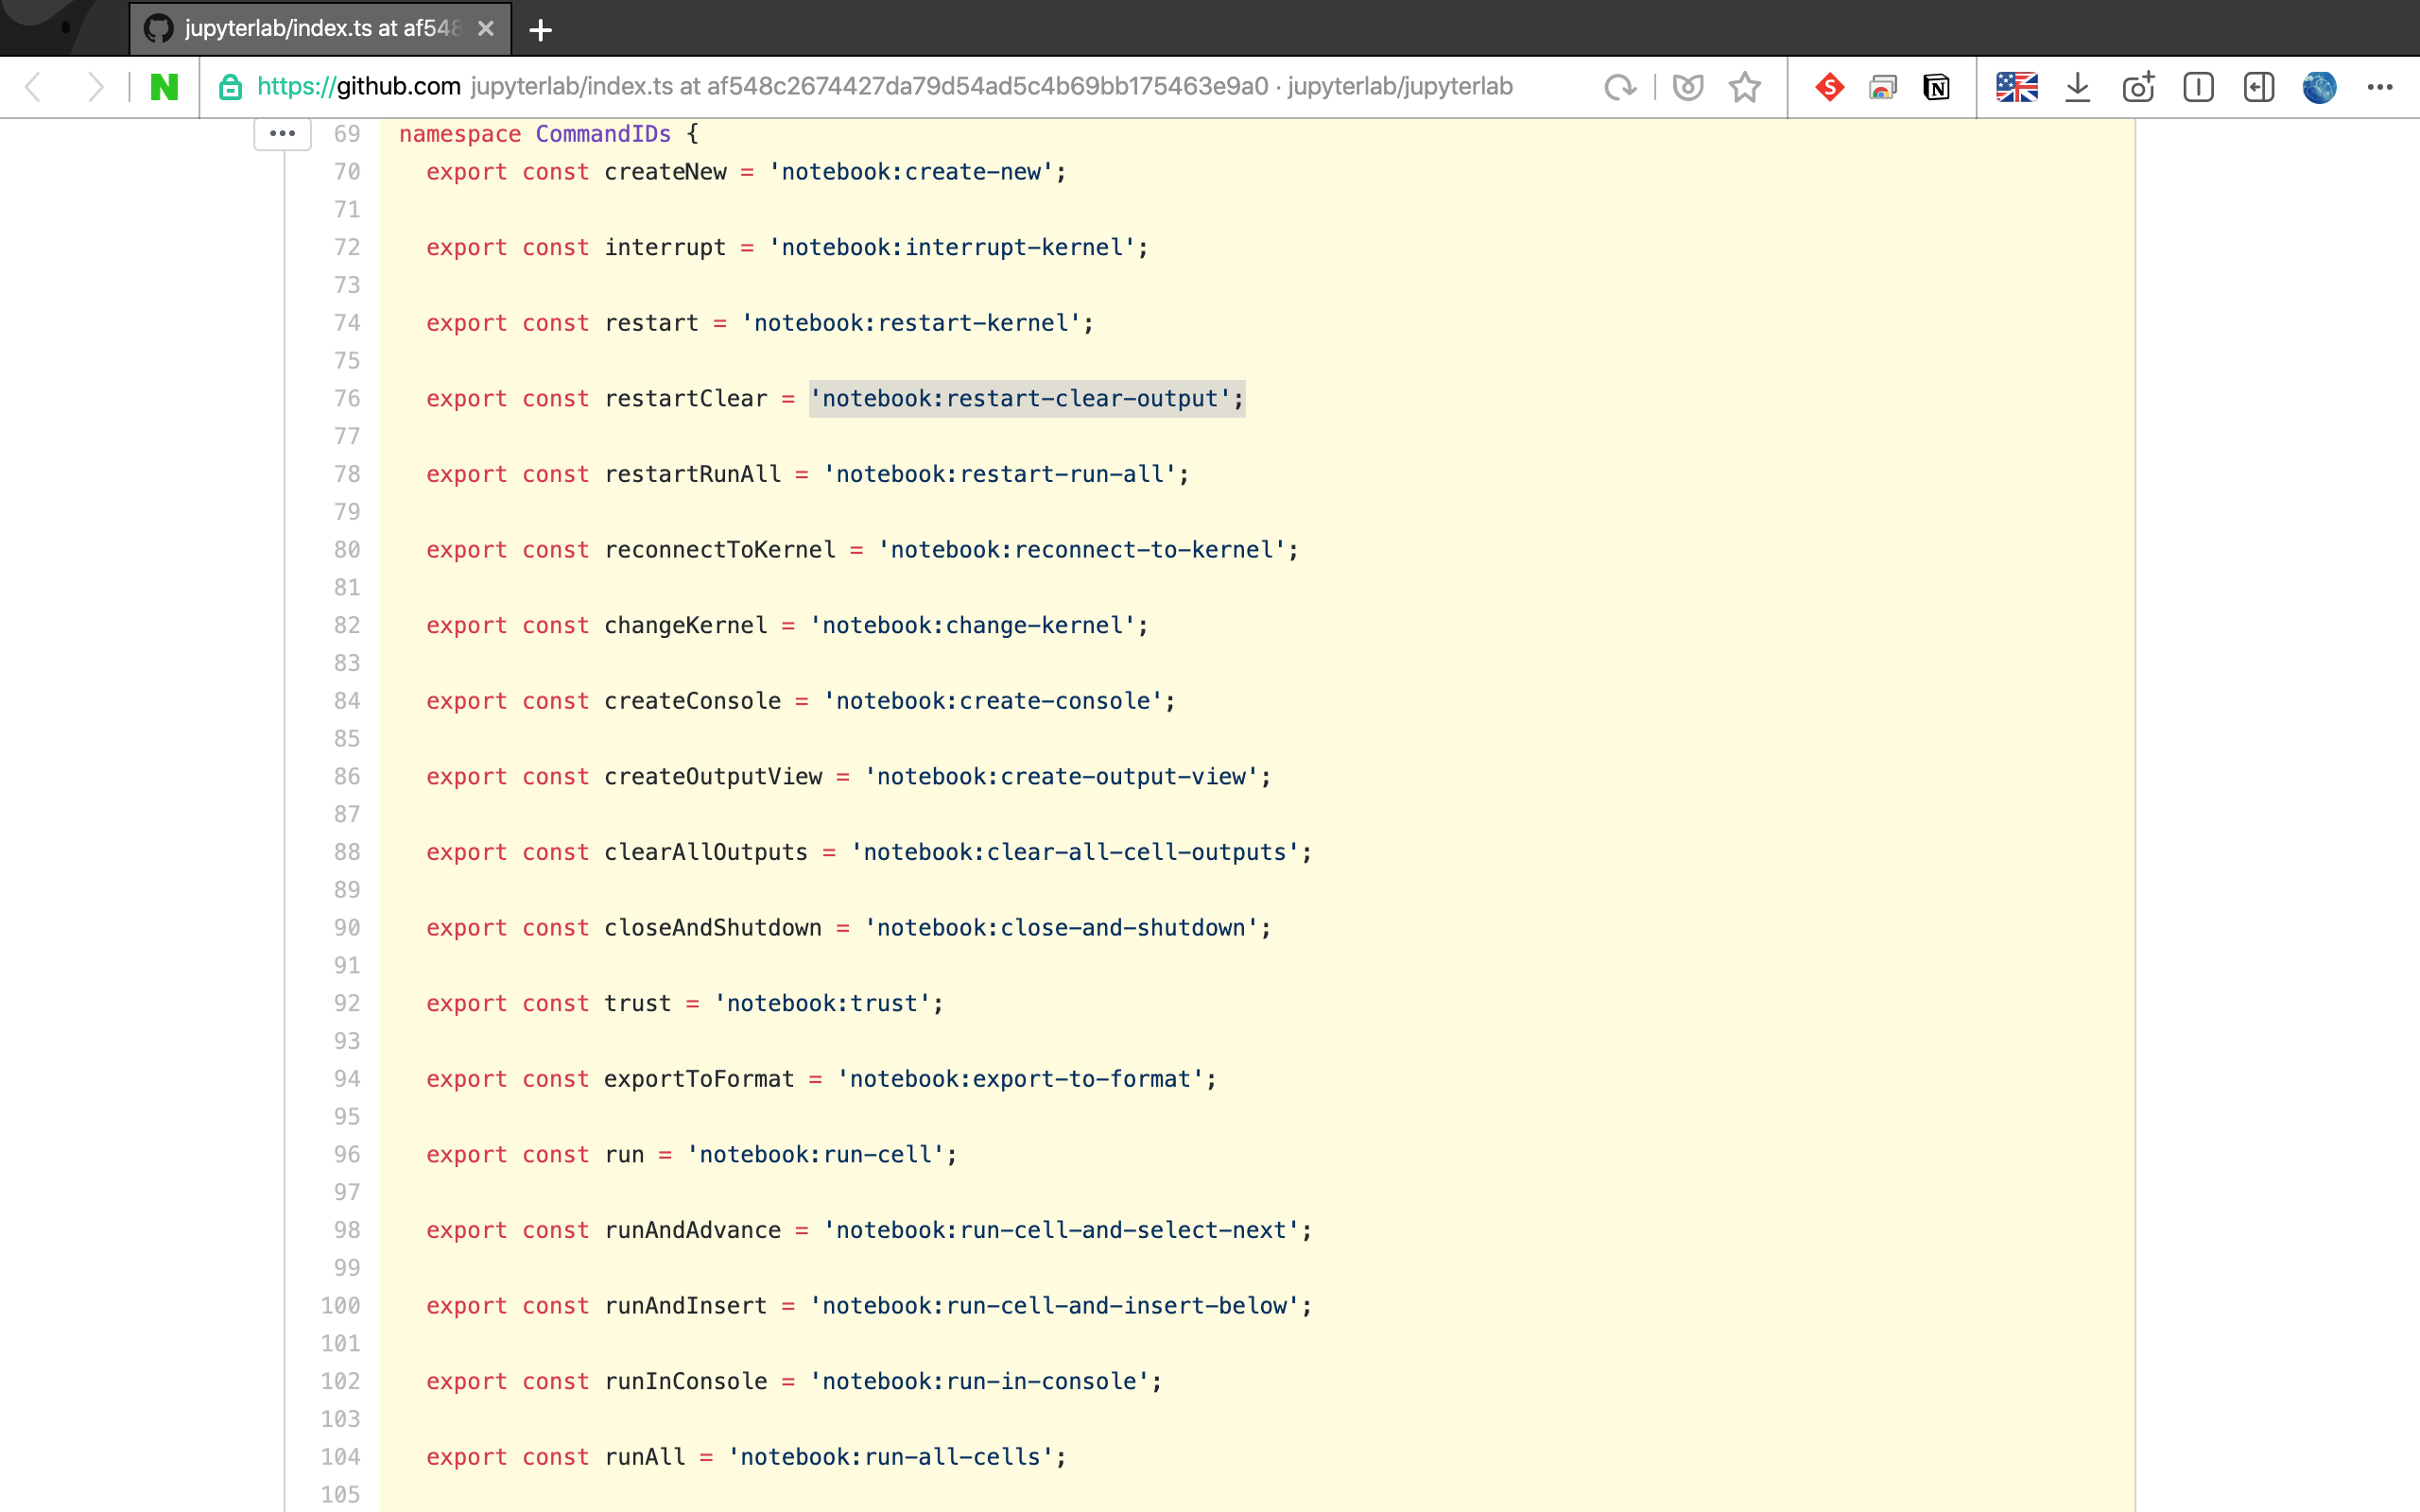 jupyterlab/index.ts at af548
N https://github.com jupyterlab/index.ts at af548c2674427da79d54ad5c4b69bb175463e9a0 · jupyterlab/jupyterlab S N
69 namespace CommandIDs {
70 export const createNew = 'notebook:create-new';
71
72 export const interrupt = 'notebook:interrupt-kernel';
73
74 export const restart = 'notebook:restart-kernel';
75
76 export const restartClear = 'notebook:restart-clear-output';
77
78 export const restartRunAll = 'notebook:restart-run-all';
79
80 export const reconnectToKernel = 'notebook:reconnect-to-kernel';
81
82 export const changeKernel = 'notebook:change-kernel';
83
84 export const createConsole = 'notebook:create-console';
85
86 export const createOutputView = 'notebook:create-output-view';
87
88 export const clearAllOutputs = 'notebook:clear-all-cell-outputs';
89
90 export const closeAndShutdown = 'notebook:close-and-shutdown';
91
92 export const trust = 'notebook:trust';
93
94 export const exportToFormat = 'notebook:export-to-format';
95
96 export const run = 'notebook:run-cell';
97
98 export const runAndAdvance = 'notebook:run-cell-and-select-next';
99
100 export const runAndInsert = 'notebook:run-cell-and-insert-below';
101
102 export const runInConsole = 'notebook:run-in-console';
103
104 export const runAll = 'notebook:run-all-cells';
105